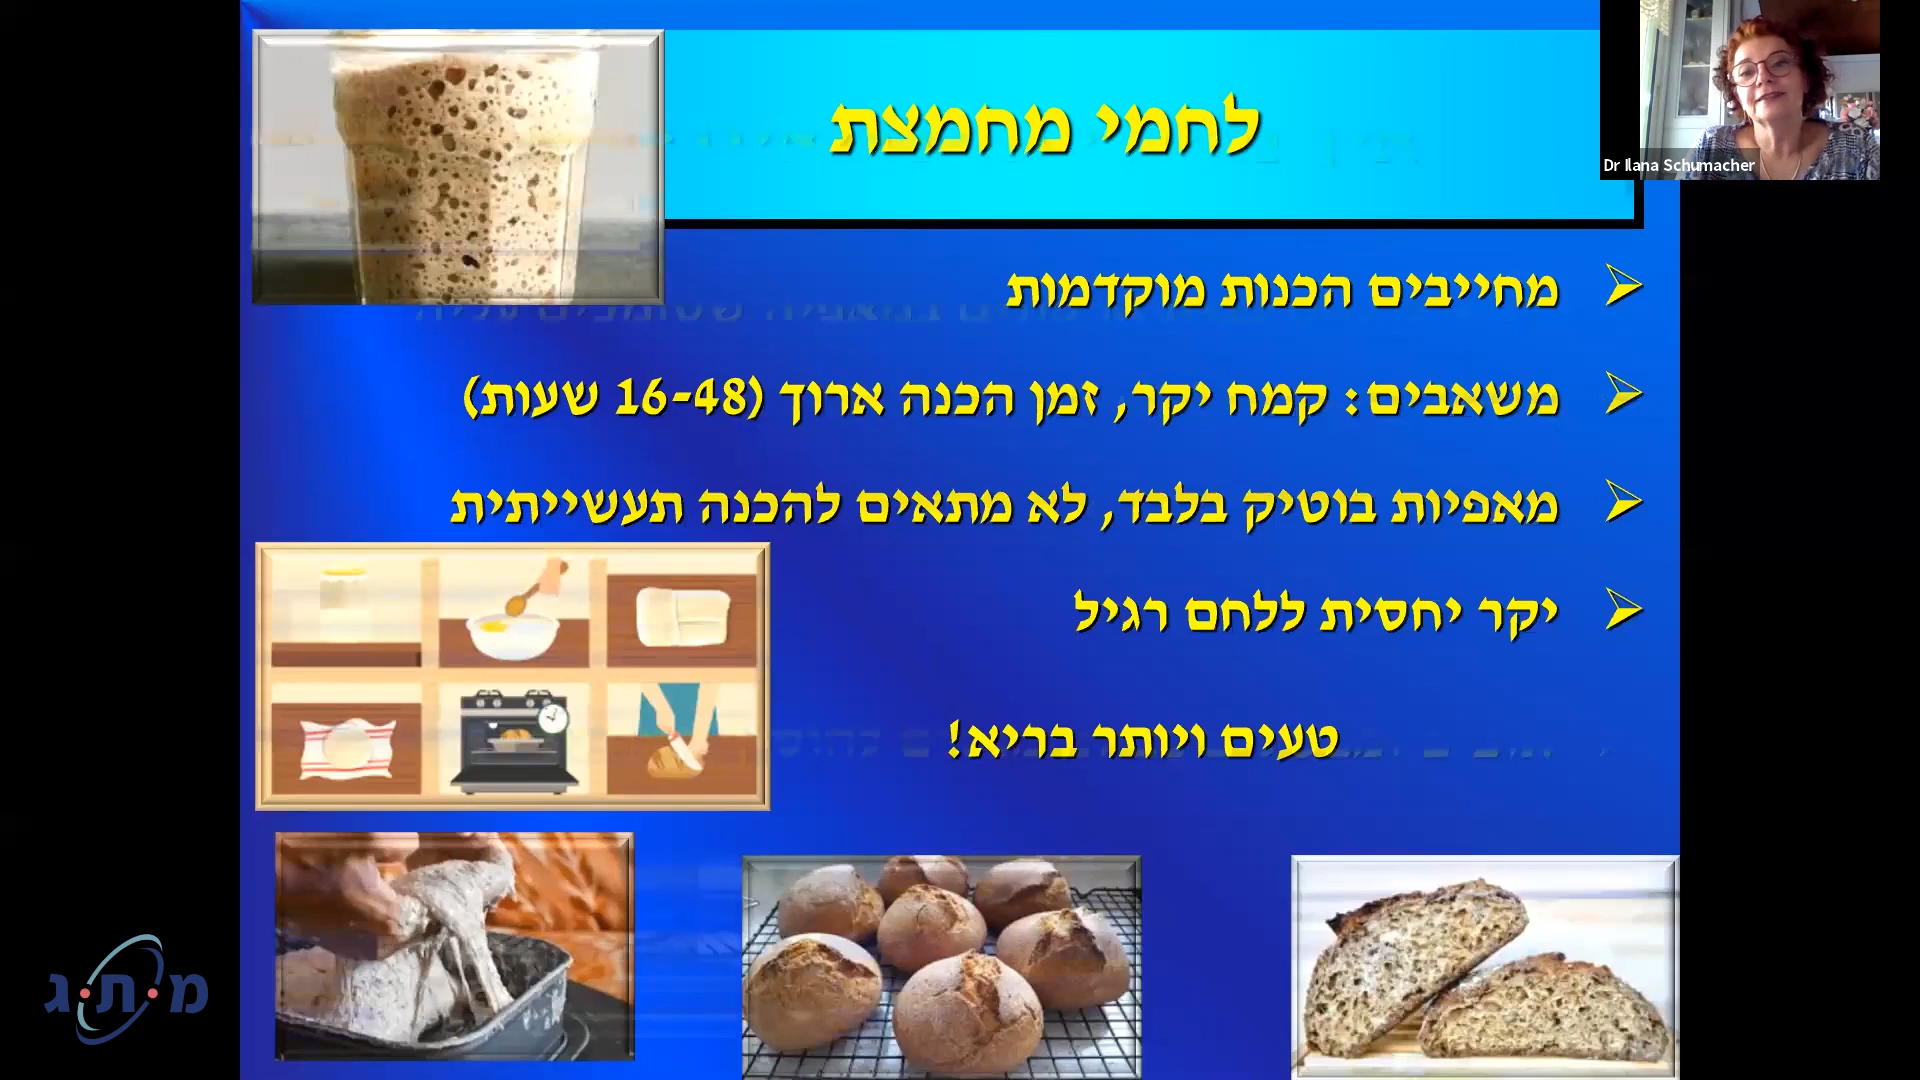 לחמי מחמצת
Dr Ilana Schumacher
מחייבים הכנות מוקדמות
משאבים: קמח יקר, זמן הכנה ארוך (16-48 שעות)
מאפיות בוטיק בלבד, לא מתאים להכנה תעשייתית
יקר יחסית ללחם רגיל
טעים ויותר בריא!
מ.ת.ג